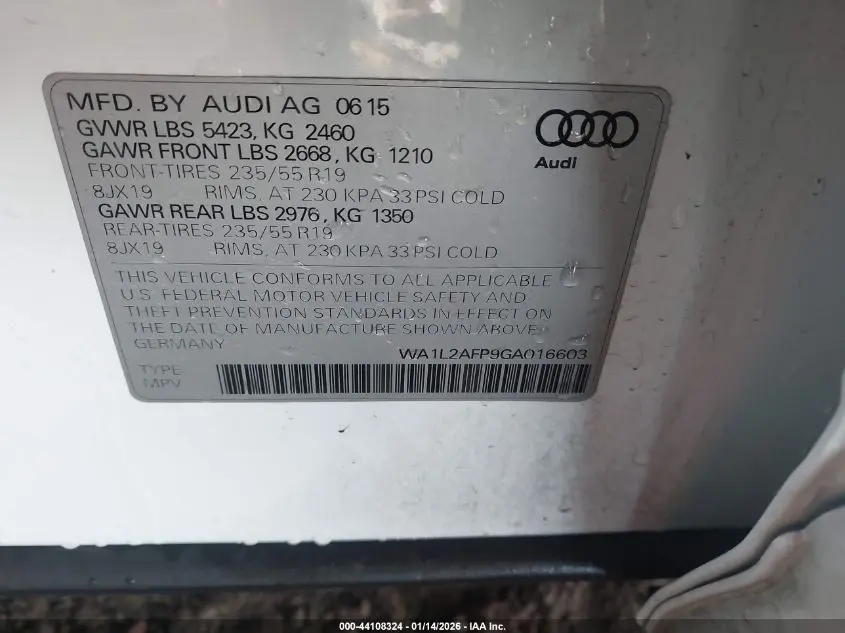 MFD. BY AUDI AG 06 15
GVWR LBS 5423, KG 2460
GAWR FRONT LBS 2668, KG 1210
FRONT-TIRES 235/55 R19
8JX19 RIMS, AT 230 KPA 33 PSI COLD
GAWR REAR LBS 2976, KG 1350
REAR-TIRES 235/55 R19
8JX19 RIMS, AT 230 KPA 33 PSI COLD
Audi
THIS VEHICLE CONFORMS TO ALL APPLICABLE
U.S. FEDERAL MOTOR VEHICLE SAFETY AND
THEFT PREVENTION STANDARDS IN EFFECT ON
THE DATE OF MANUFACTURE SHOWN ABOVE.
GERMANY
WA1L2AFP9GA016603
TYPE
MPV
000-44108324 - 01/14/2026 - IAA Inc.